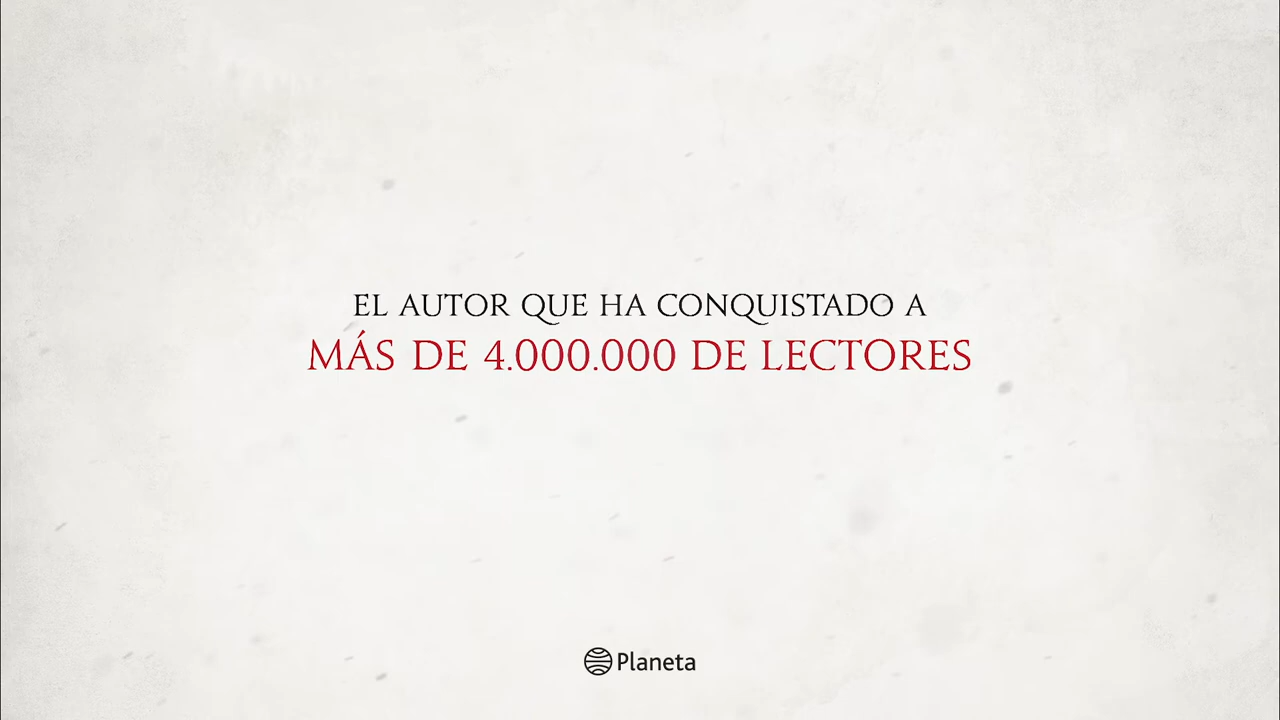 EL AUTOR QUE HA CONQUISTADO A
MÁS DE 4.000.000 DE LECTORES
Planeta